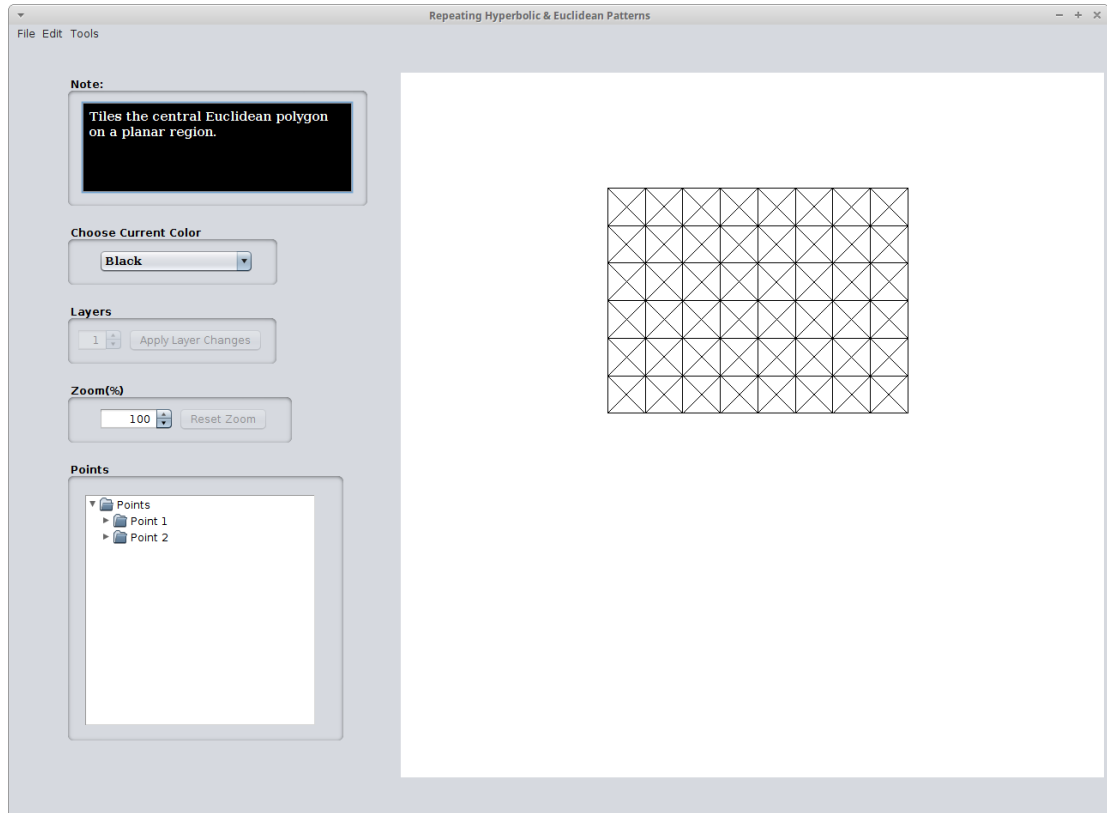 Repeating Hyperbolic & Euclidean Patterns
File Edit Tools
Note:
Tiles the central Euclidean polygon
on a planar region.
Choose Current Color
Black
Layers
1 Apply Layer Changes
Zoom(%)
100 Reset Zoom
Points
Points
Point 1
Point 2